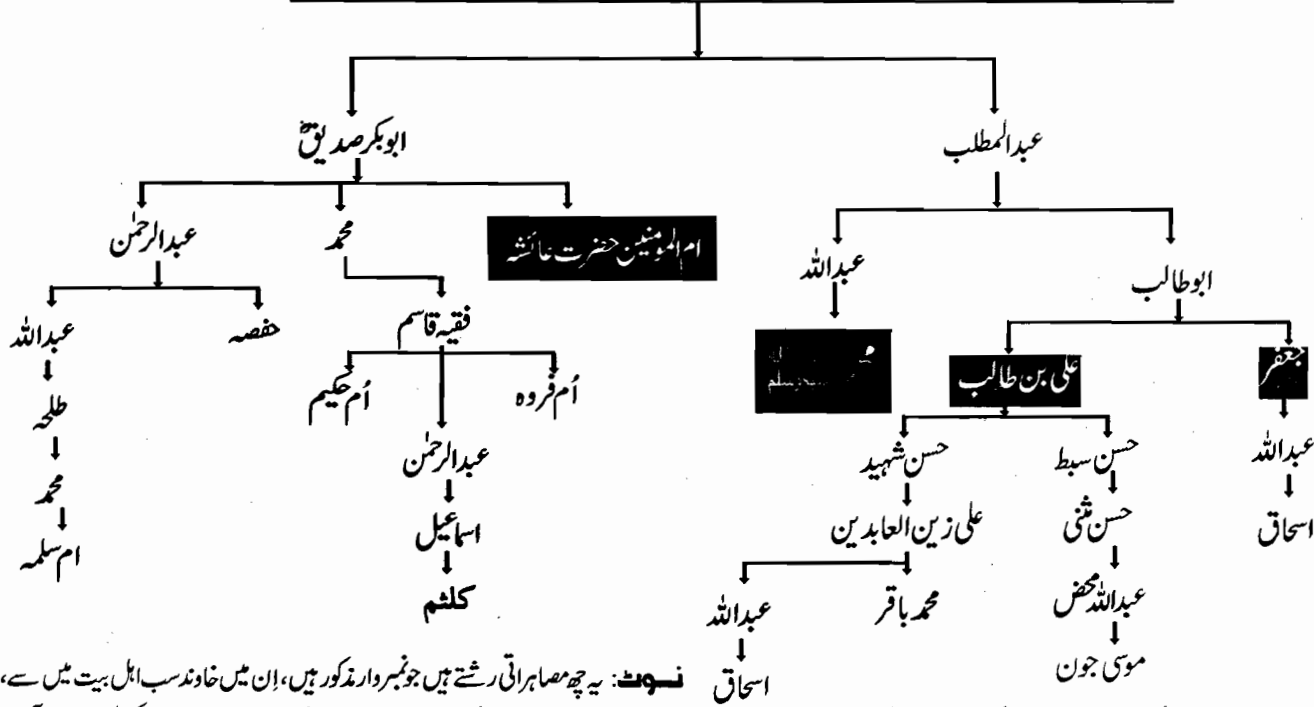 عبدالمطلب
ابوبکر صدیقؓ
ابوطالب
عبداللہ
ام المومنین حضرت عائشہ
محمد
عبدالرحمٰن
جعفر
علی بن طالب
فقیہ قاسم
حفصہ
عبداللہ
عبداللہ
حسن سبط
حسن شہید
اُم فروہ
اُم حکیم
طلحہ
اسحاق
حسن مثنی
علی زین العابدین
عبدالرحمٰن
محمد
عبداللہ محض
محمد باقر
عبداللہ
اسماعیل
ام سلمہ
موسی جون
اسحاق
کلثم
نوٹ: یہ چھ مصاہراتی رشتے ہیں جو نمبروار مذکور ہیں، اِن میں خاوند سب اہل بیت میں سے،